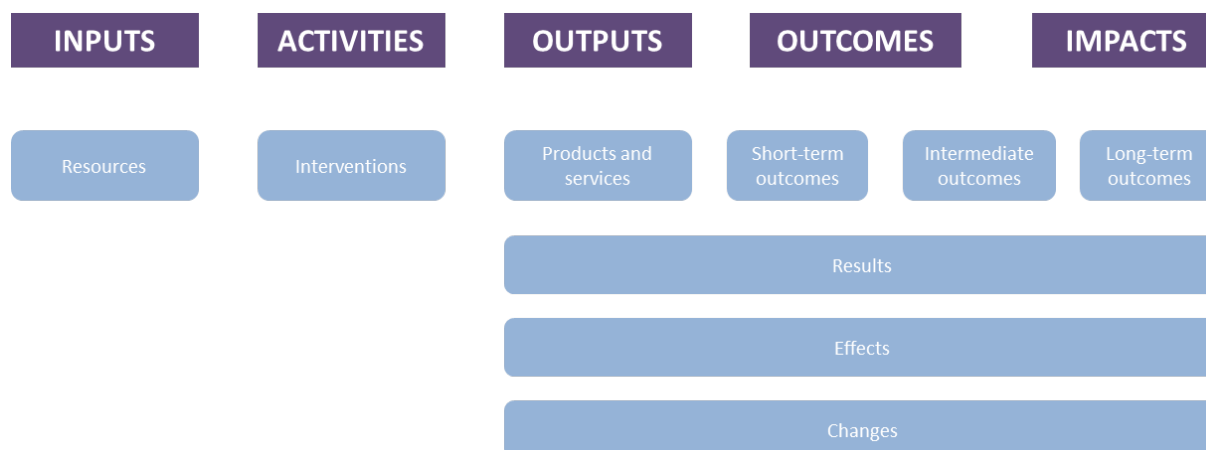 INPUTS
ACTIVITIES
OUTPUTS
OUTCOMES
IMPACTS
Resources
Interventions
Products and
services
Short-term
outcomes
Intermediate
outcomes
Long-term
outcomes
Results
Effects
Changes